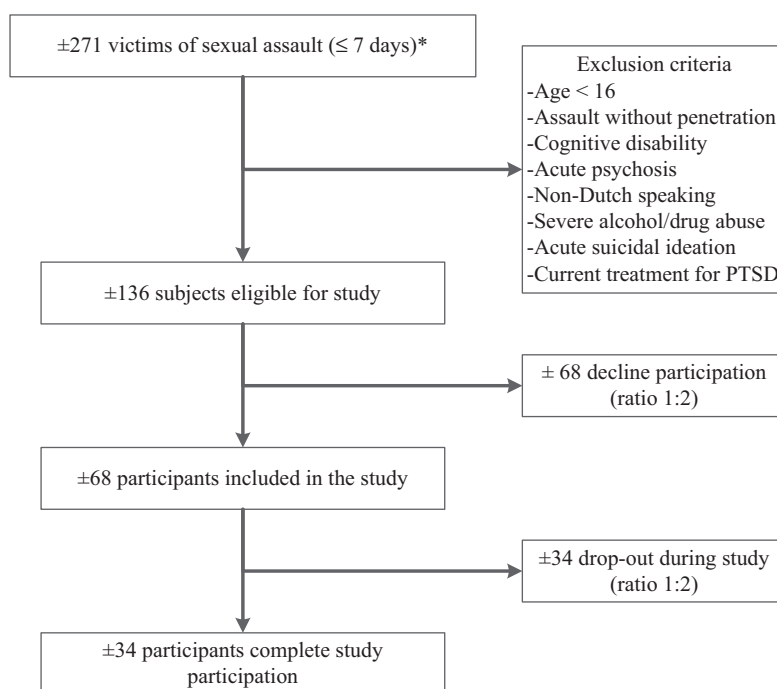 ±271 victims of sexual assault (≤ 7 days)*
Exclusion criteria
-Age < 16
-Assault without penetration
-Cognitive disability
-Acute psychosis
-Non-Dutch speaking
-Severe alcohol/drug abuse
-Acute suicidal ideation
-Current treatment for PTSD
±136 subjects eligible for study
± 68 decline participation
(ratio 1:2)
±68 participants included in the study
±34 drop-out during study
(ratio 1:2)
±34 participants complete study
participation